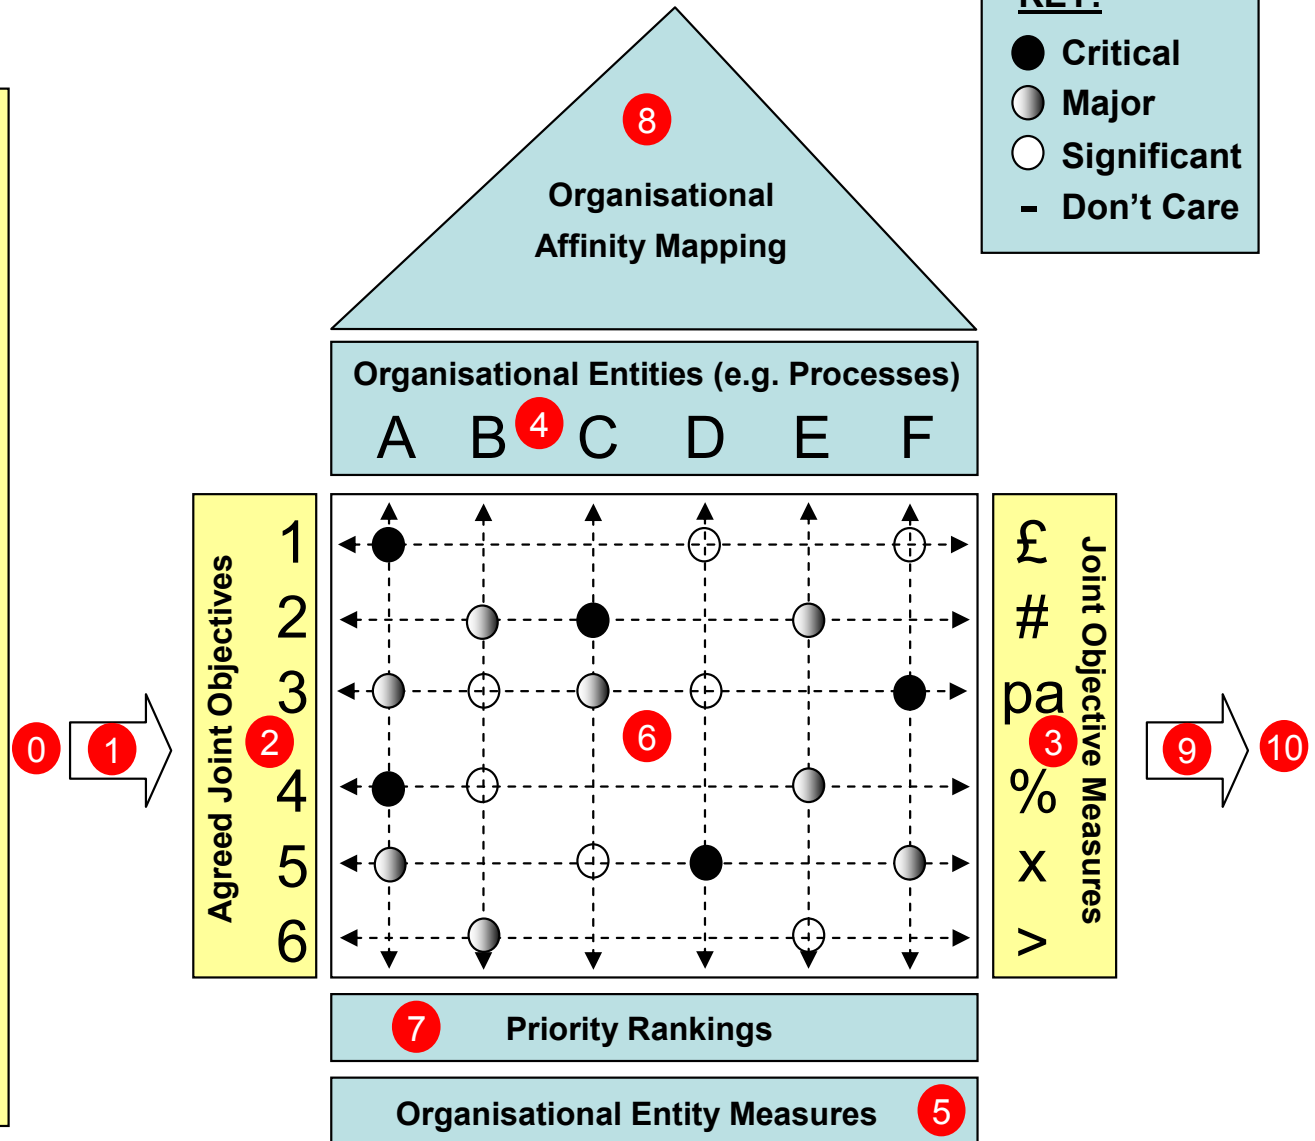 KEY:
Critical
Major
Significant
- Don't Care
8
Organisational
Affinity Mapping
Organisational Entities (e.g. Processes)
A B 4 C D E F
Agreed Joint Objectives
1
2
3
4
5
6
2
0
1
6
£
#
pa
%
x
>
3
Joint Objective Measures
9
10
7 Priority Rankings
Organisational Entity Measures 5